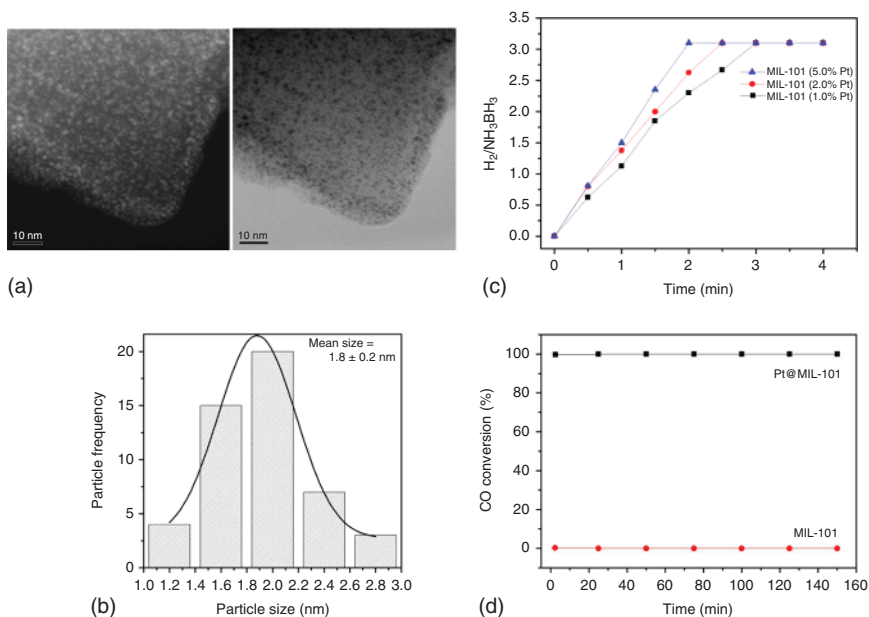 10 nm
10 nm
(a)
3.5
3.0
2.5
2.0
1.5
1.0
0.5
0.0
H₂/NH₃BH₃
MIL-101 (5.0% Pt)
MIL-101 (2.0% Pt)
MIL-101 (1.0% Pt)
0 1 2 3 4
Time (min)
(c)
20
15
10
5
0
Particle frequency
Mean size =
1.8 ± 0.2 nm
1.0 1.2 1.4 1.6 1.8 2.0 2.2 2.4 2.6 2.8 3.0
Particle size (nm)
(b)
100
80
60
40
20
0
CO conversion (%)
Pt@MIL-101
MIL-101
0 20 40 60 80 100 120 140 160
Time (min)
(d)